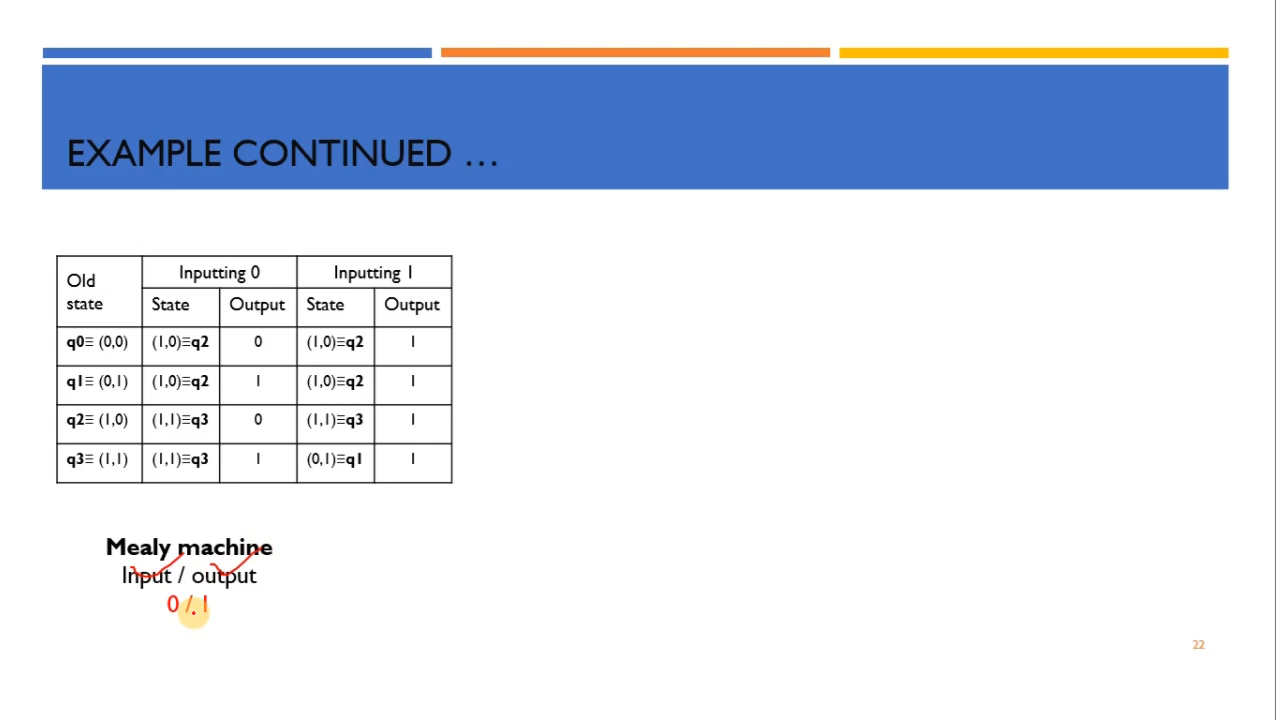 EXAMPLE CONTINUED ...
Old state Inputting 0 Inputting 1
State Output State Output
q0≡ (0,0) (1,0)≡q2 0 (1,0)≡q2 1
q1≡ (0,1) (1,0)≡q2 1 (1,0)≡q2 1
q2≡ (1,0) (1,1)≡q3 0 (1,1)≡q3 1
q3≡ (1,1) (1,1)≡q3 1 (0,1)≡q1 1
Mealy machine
Input / output
0 / 1
22